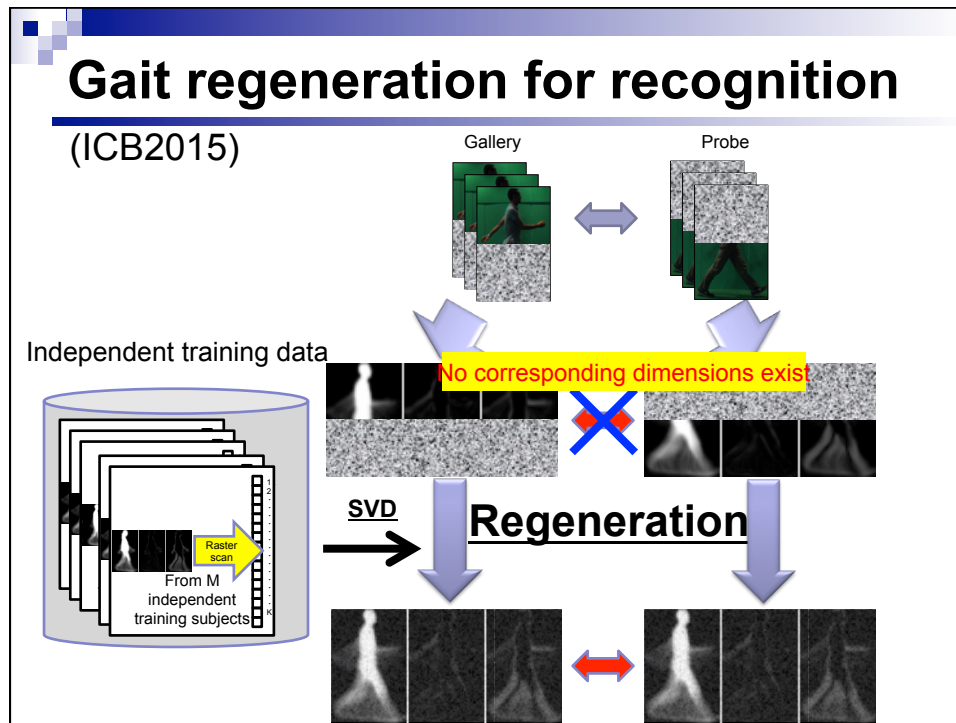 Gait regeneration for recognition
(ICB2015)
Gallery
Probe
Independent training data
No corresponding dimensions exist
1
2
K
Raster
scan
From M
independent
training subjects
SVD
Regeneration